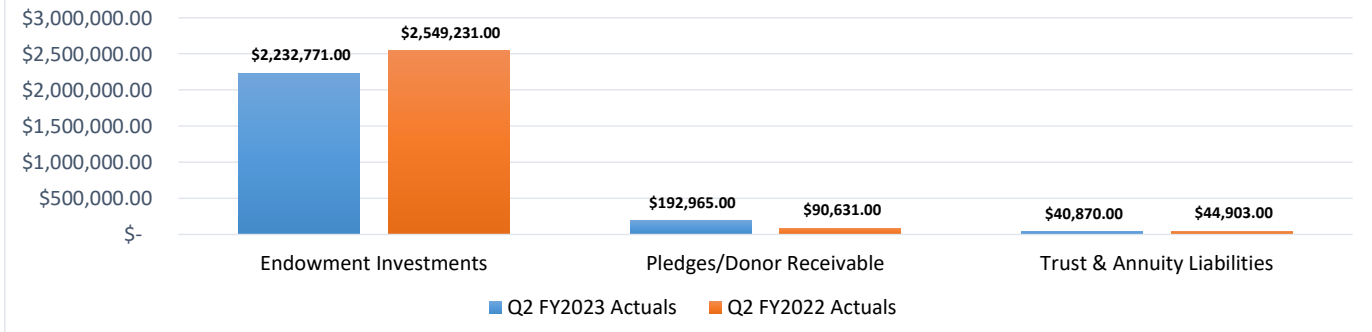 $3,000,000.00
$2,500,000.00
$2,000,000.00
$1,500,000.00
$1,000,000.00
$500,000.00
$-
$2,232,771.00
$2,549,231.00
$192,965.00
$90,631.00
$40,870.00
$44,903.00
Endowment Investments
Pledges/Donor Receivable
Trust & Annuity Liabilities
Q2 FY2023 Actuals
Q2 FY2022 Actuals